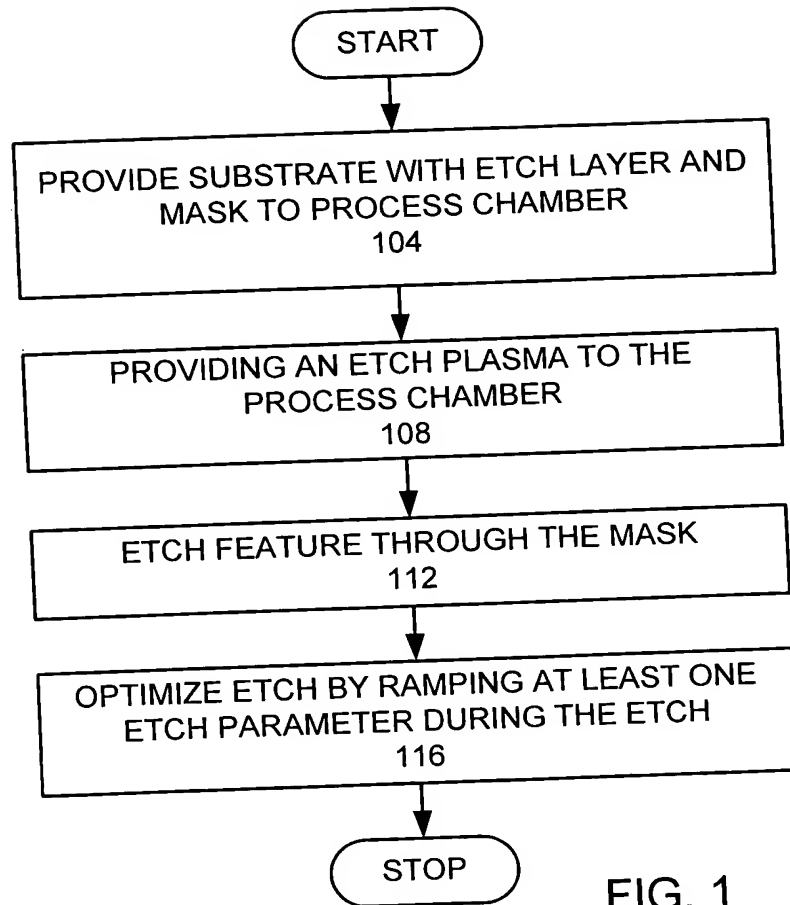 START
PROVIDE SUBSTRATE WITH ETCH LAYER AND
MASK TO PROCESS CHAMBER
104
PROVIDING AN ETCH PLASMA TO THE
PROCESS CHAMBER
108
ETCH FEATURE THROUGH THE MASK
112
OPTIMIZE ETCH BY RAMPING AT LEAST ONE
ETCH PARAMETER DURING THE ETCH
116
STOP
FIG. 1